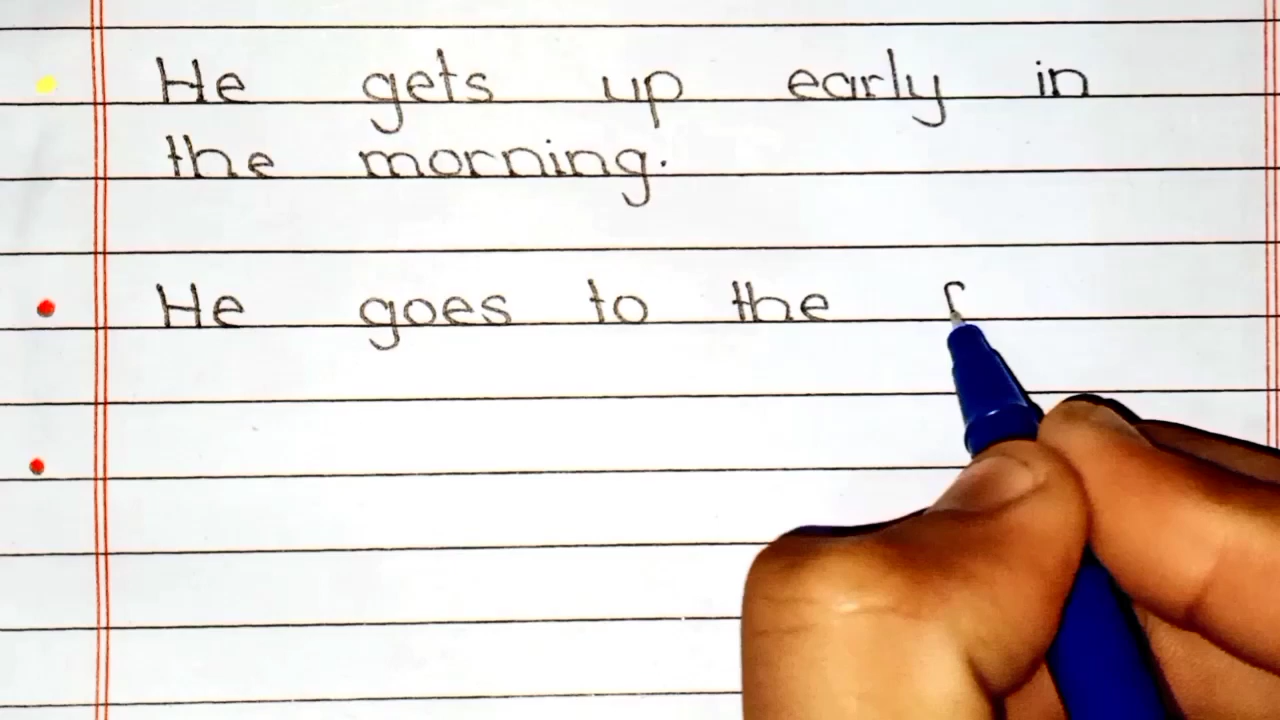 He gets up early in
the morning.
He goes to the f